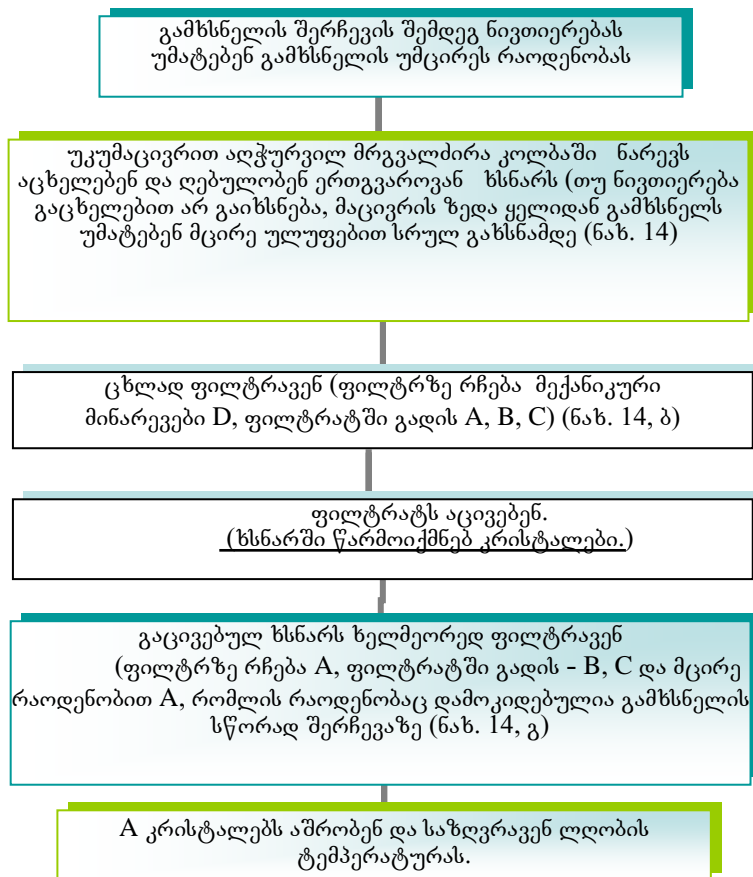 გამხსნელის შერჩევის შემდეგ ნივთიერებას
უმატებენ გამხსნელის უმცირეს რაოდენობას
უკუმაცივრით აღჭურვილ მრგვალძირა კოლბაში ნარევს
აცხელებენ და ღებულობენ ერთგვაროვან ხსნარს (თუ ნივთიერება
გაცხელებით არ გაიხსნება, მაცივრის ზედა ყელიდან გამხსნელს
უმატებენ მცირე ულუფებით სრულ გახსნამდე (ნახ. 14)
ცხლად ფილტრავენ (ფილტრზე რჩება მექანიკური
მინარევები D, ფილტრატში გადის A, B, C) (ნახ. 14, ბ)
ფილტრატს აცივებენ.
(ხსნარში წარმოიქმნებ კრისტალები.)
გაცივებულ ხსნარს ხელმეორედ ფილტრავენ
(ფილტრზე რჩება A, ფილტრატში გადის - B, C და მცირე
რაოდენობით A, რომლის რაოდენობაც დამოკიდებულია გამხსნელის
სწორად შერჩევაზე (ნახ. 14, გ)
A კრისტალებს აშრობენ და საზღვრავენ ლღობის
ტემპერატურას.